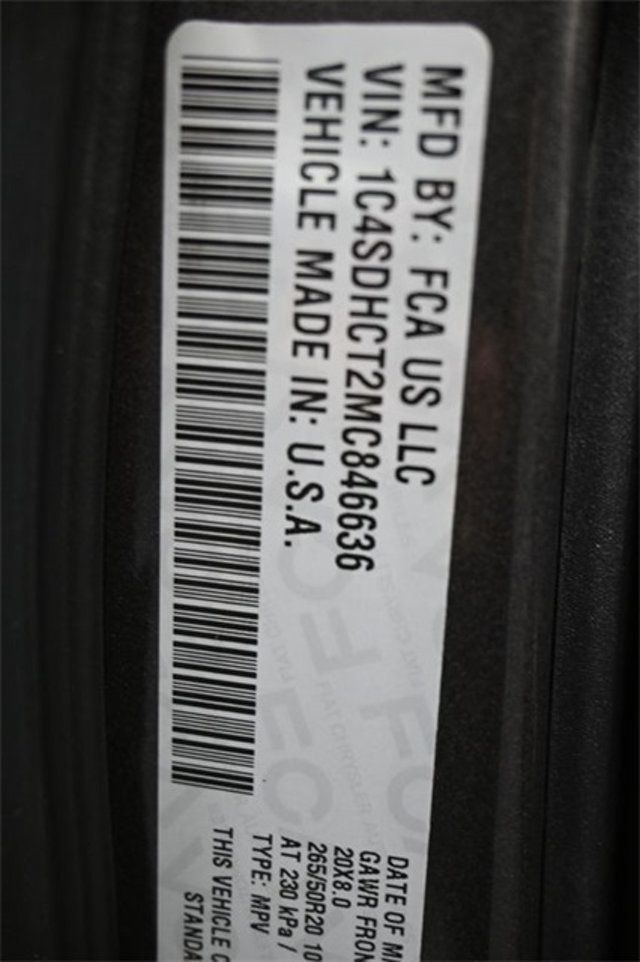 MFD BY: FCA US LLC
VIN: 1C4SDHCT2MC846636
VEHICLE MADE IN: U.S.A.
DATE OF M
GAWR FRON
20X8.0
265/50R20 10
AT 230 kPa /
TYPE: MPV
THIS VEHICLE C
STANDA